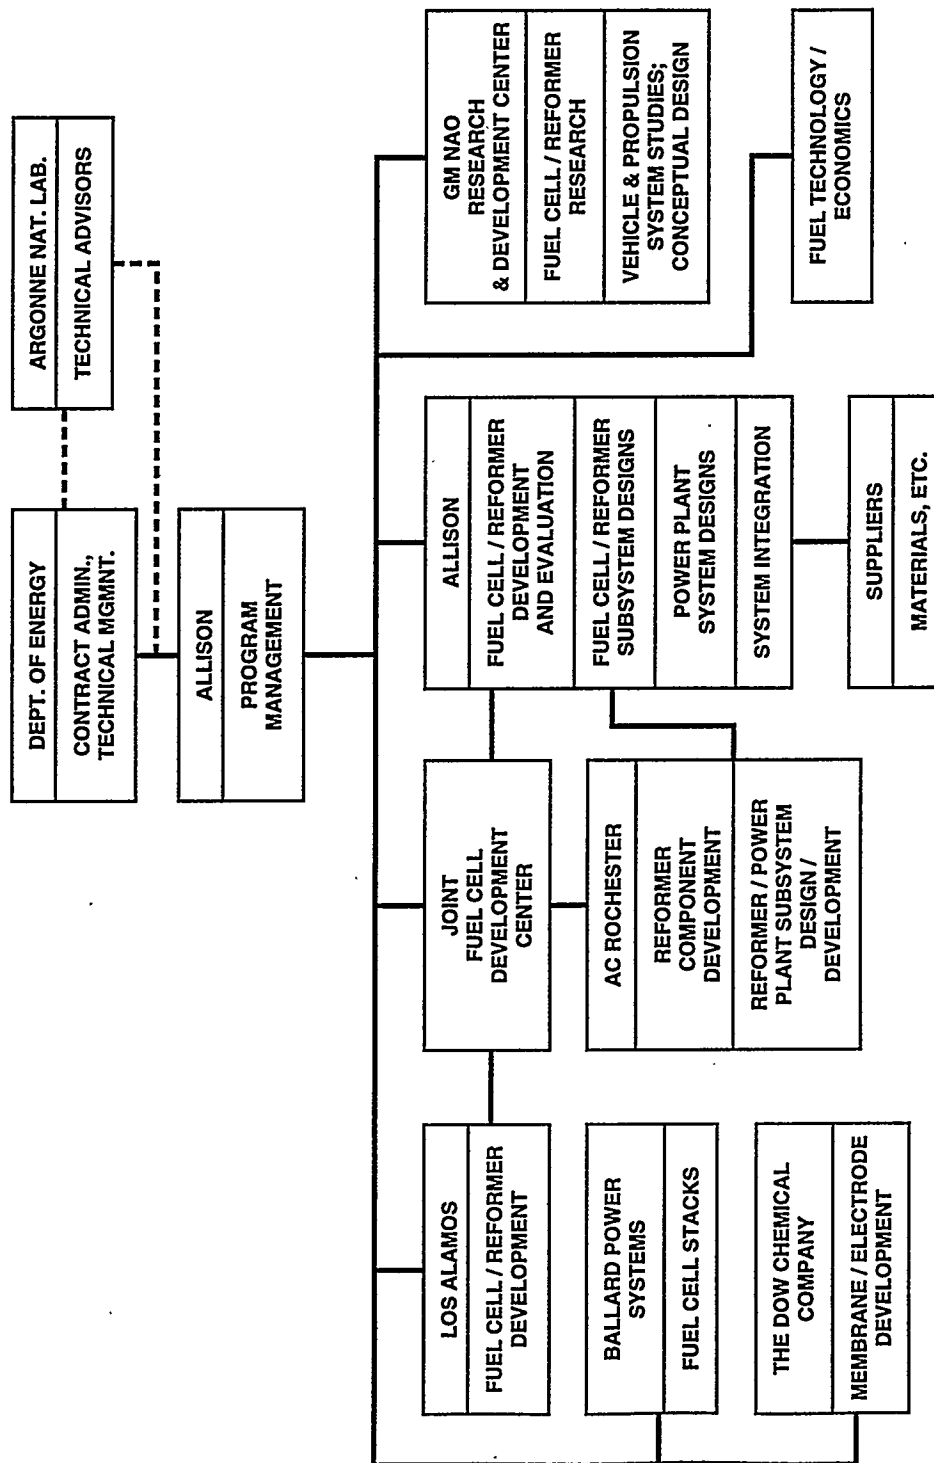 DEPT. OF ENERGY
CONTRACT ADMIN.,
TECHNICAL MGMNT.
ARGONNE NAT. LAB.
TECHNICAL ADVISORS
ALLISON
PROGRAM
MANAGEMENT
LOS ALAMOS
FUEL CELL / REFORMER
DEVELOPMENT
JOINT
FUEL CELL
DEVELOPMENT
CENTER
ALLISON
FUEL CELL / REFORMER
DEVELOPMENT
AND EVALUATION
FUEL CELL / REFORMER
SUBSYSTEM DESIGNS
POWER PLANT
SYSTEM DESIGNS
SYSTEM INTEGRATION
GM NAO
RESEARCH
& DEVELOPMENT CENTER
FUEL CELL / REFORMER
RESEARCH
VEHICLE & PROPULSION
SYSTEM STUDIES;
CONCEPTUAL DESIGN
BALLARD POWER
SYSTEMS
FUEL CELL STACKS
AC ROCHESTER
REFORMER
COMPONENT
DEVELOPMENT
REFORMER / POWER
PLANT SUBSYSTEM
DESIGN /
DEVELOPMENT
THE DOW CHEMICAL
COMPANY
MEMBRANE / ELECTRODE
DEVELOPMENT
SUPPLIERS
MATERIALS, ETC.
FUEL TECHNOLOGY /
ECONOMICS